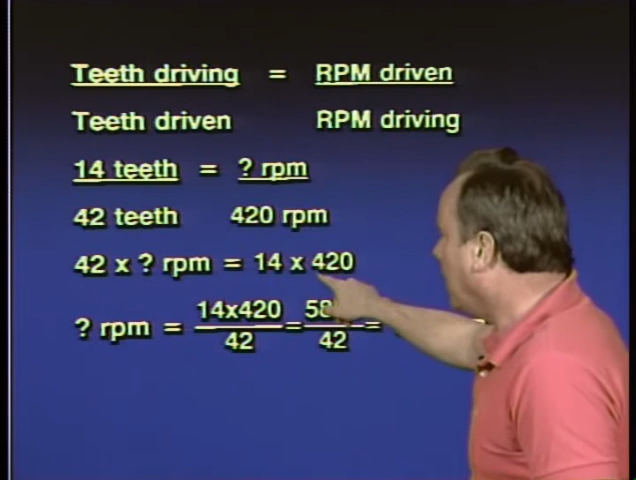 Teeth driving = RPM driven
Teeth driven RPM driving
14 teeth = ? rpm
42 teeth 420 rpm
42 x ? rpm = 14 x 420
? rpm = 14x420 = 58 =
42 42